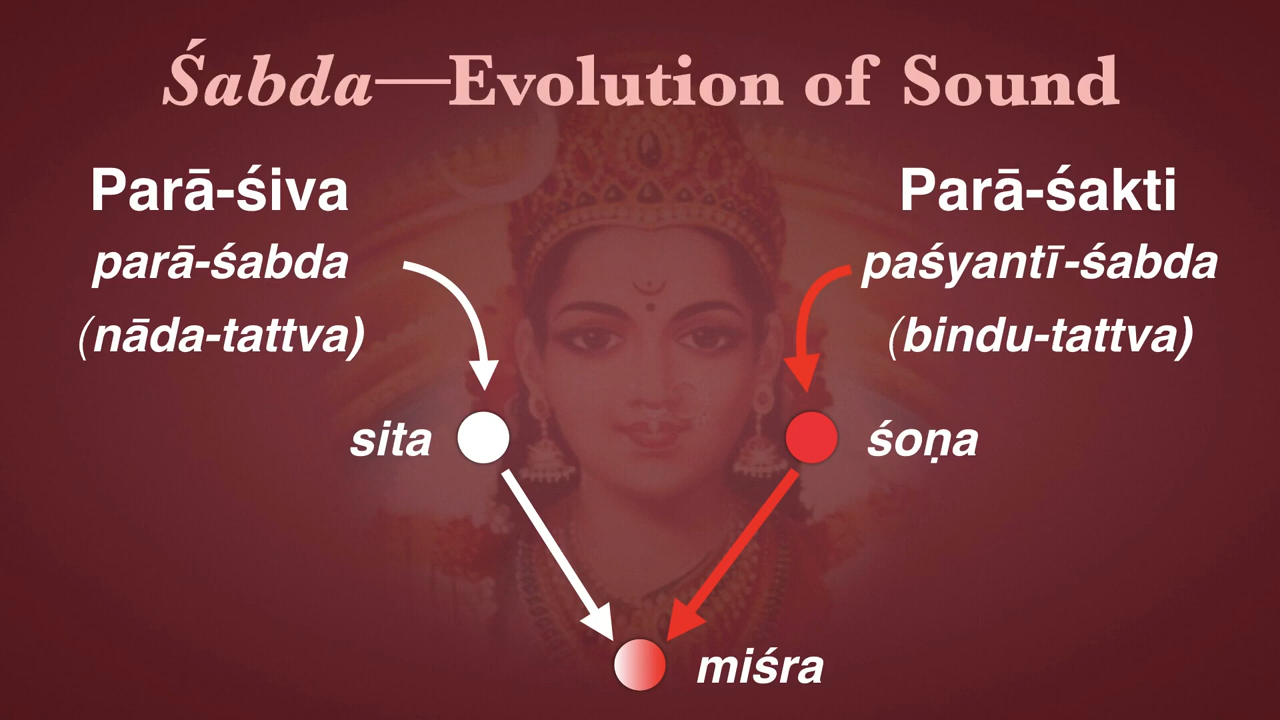 Śabda—Evolution of Sound
Parā-śiva
parā-śabda
(nāda-tattva)
Parā-śakti
paśyantī-śabda
(bindu-tattva)
sita
śoṇa
miśra